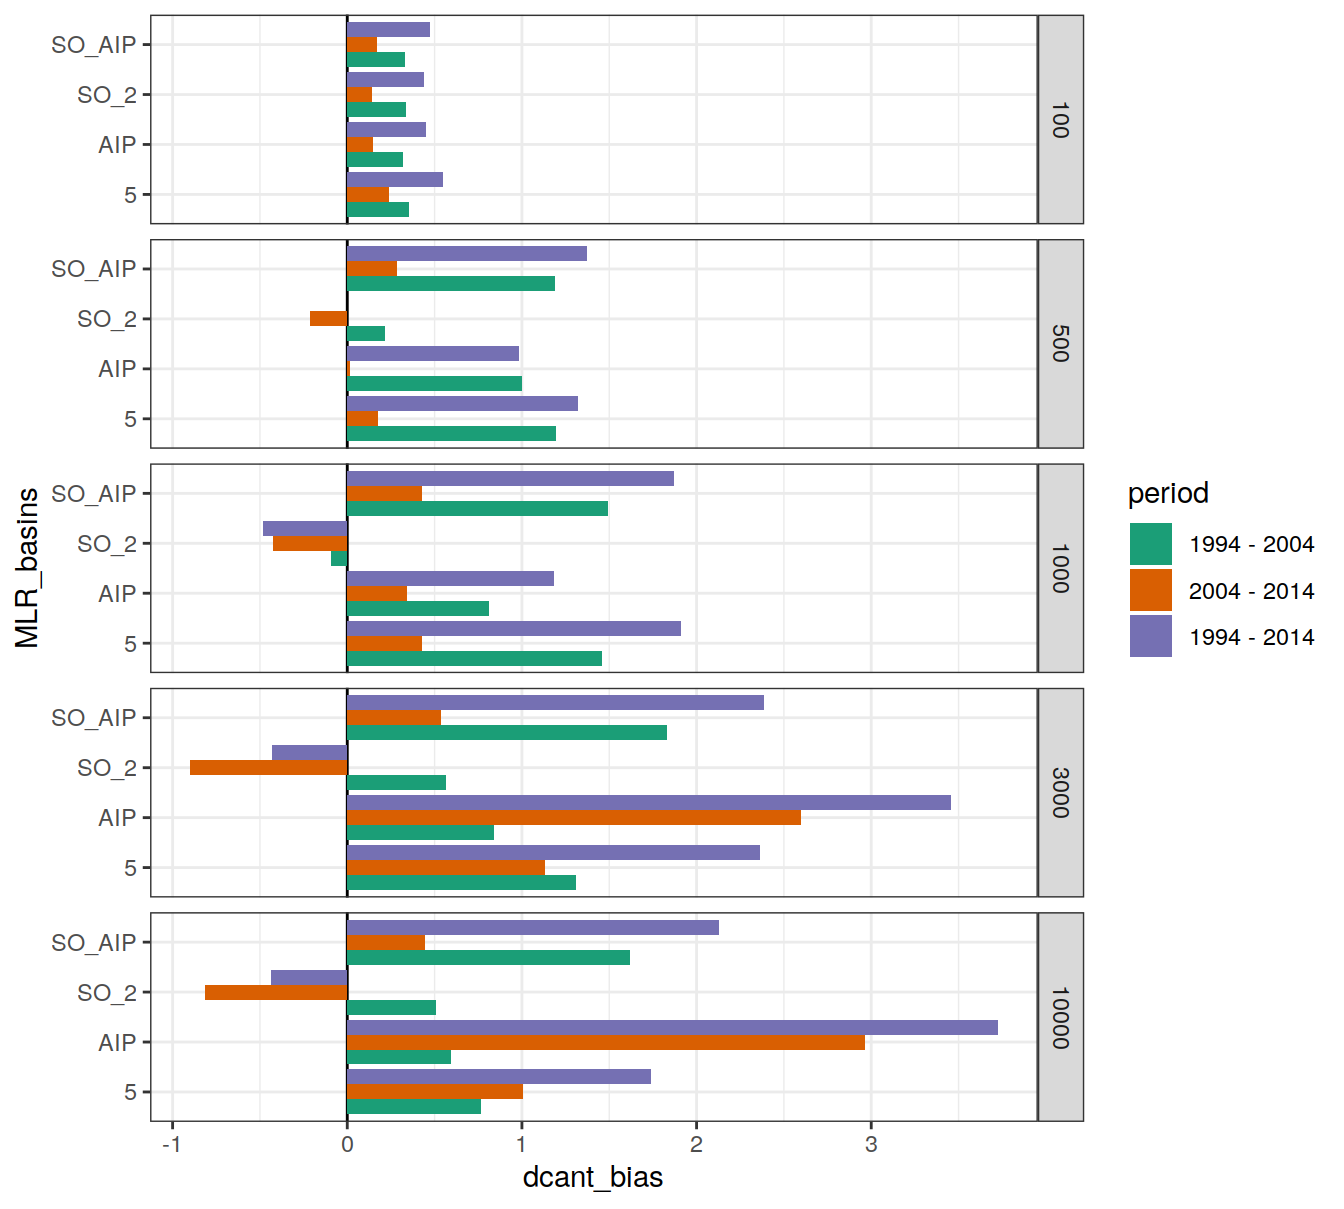 SO_AIP
SO_2
AIP
5
100
SO_AIP
SO_2
AIP
5
500
SO_AIP
SO_2
AIP
5
1000
SO_AIP
SO_2
AIP
5
3000
SO_AIP
SO_2
AIP
5
10000
MLR_basins
-1 0 1 2 3
dcant_bias
period
1994 - 2004
2004 - 2014
1994 - 2014